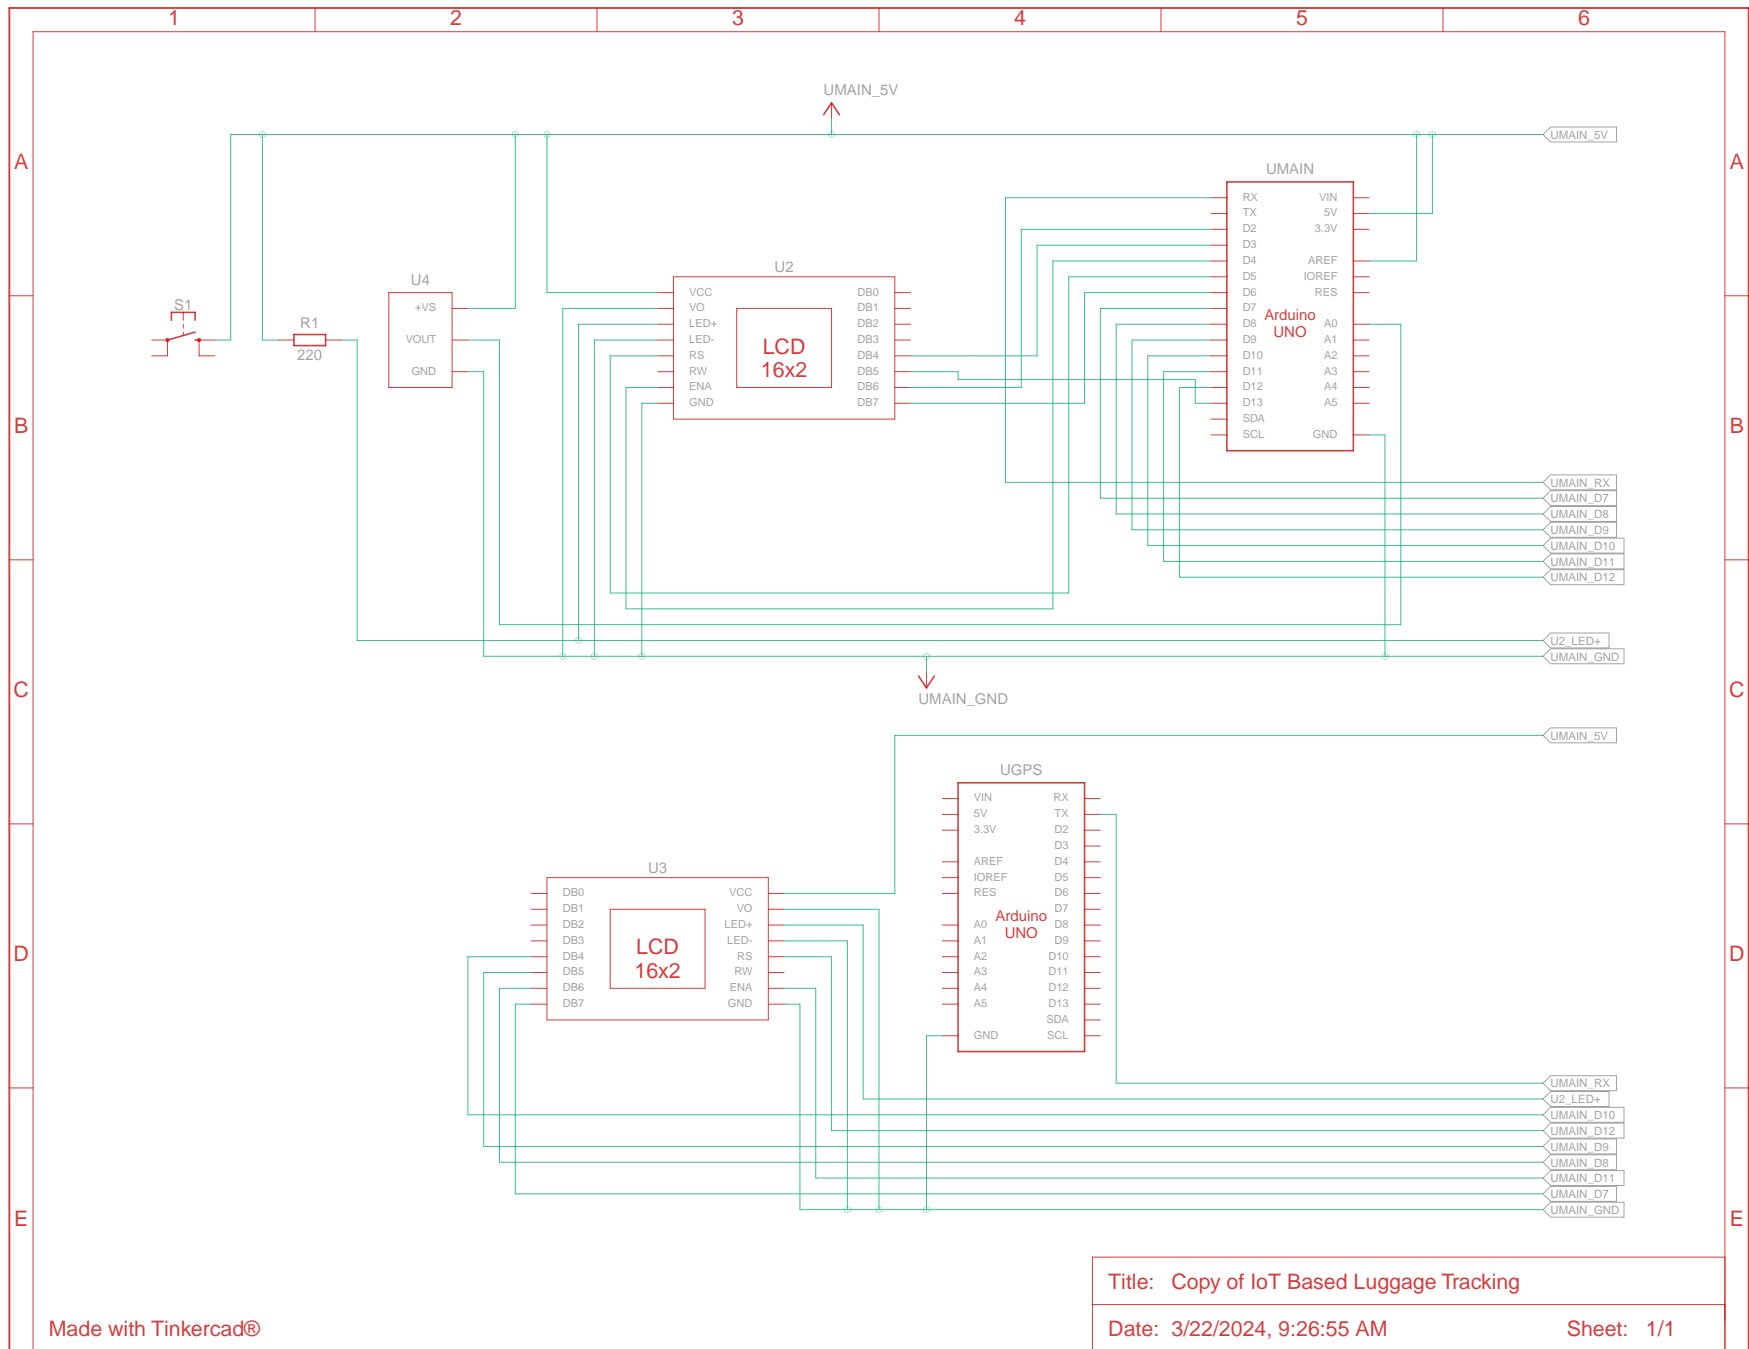 1 2 3 4 5 6
UMAIN_5V
UMAIN_5V
A A
UMAIN
RX VIN
TX 5V
D2 3.3V
D3
D4 AREF
D5 IOREF
D6 RES
D7
D8 A0
D9 A1
D10 A2
D11 A3
D12 A4
D13 A5
SDA
SCL GND
Arduino
UNO
U2
VCC DB0
VO DB1
LED+ DB2
LED- DB3
RS DB4
RW DB5
ENA DB6
GND DB7
LCD
16x2
U4
+VS
VOUT
GND
S1
R1
220
B B
UMAIN_RX
UMAIN_D7
UMAIN_D8
UMAIN_D9
UMAIN_D10
UMAIN_D11
UMAIN_D12
U2_LED+
UMAIN_GND
C C
UMAIN_GND
UMAIN_5V
UGPS
VIN RX
5V TX
3.3V D2
D3
AREF D4
IOREF D5
RES D6
D7
A0 D8
A1 D9
A2 D10
A3 D11
A4 D12
A5 D13
SDA
GND SCL
Arduino
UNO
U3
DB0 VCC
DB1 VO
DB2 LED+
DB3 LED-
DB4 RS
DB5 RW
DB6 ENA
DB7 GND
LCD
16x2
D D
UMAIN_RX
U2_LED+
UMAIN_D10
UMAIN_D12
UMAIN_D9
UMAIN_D8
UMAIN_D11
UMAIN_D7
UMAIN_GND
E E
Title: Copy of IoT Based Luggage Tracking
Made with Tinkercad®
Date: 3/22/2024, 9:26:55 AM Sheet: 1/1